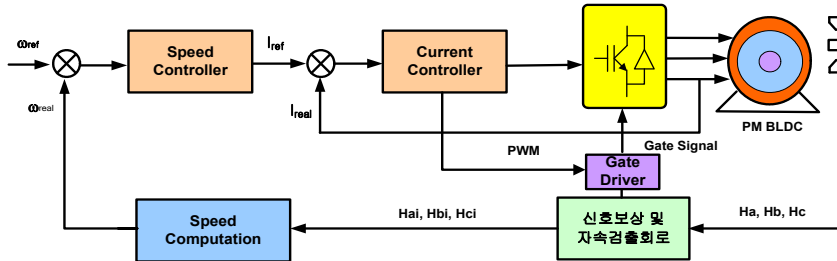 ωref
Speed
Controller
Iref
Current
Controller
ωreal
Ireal
PWM
Gate Signal
PM BLDC
Gate
Driver
Speed
Computation
Hai, Hbi, Hci
신호보상 및
자속검출회로
Ha, Hb, Hc